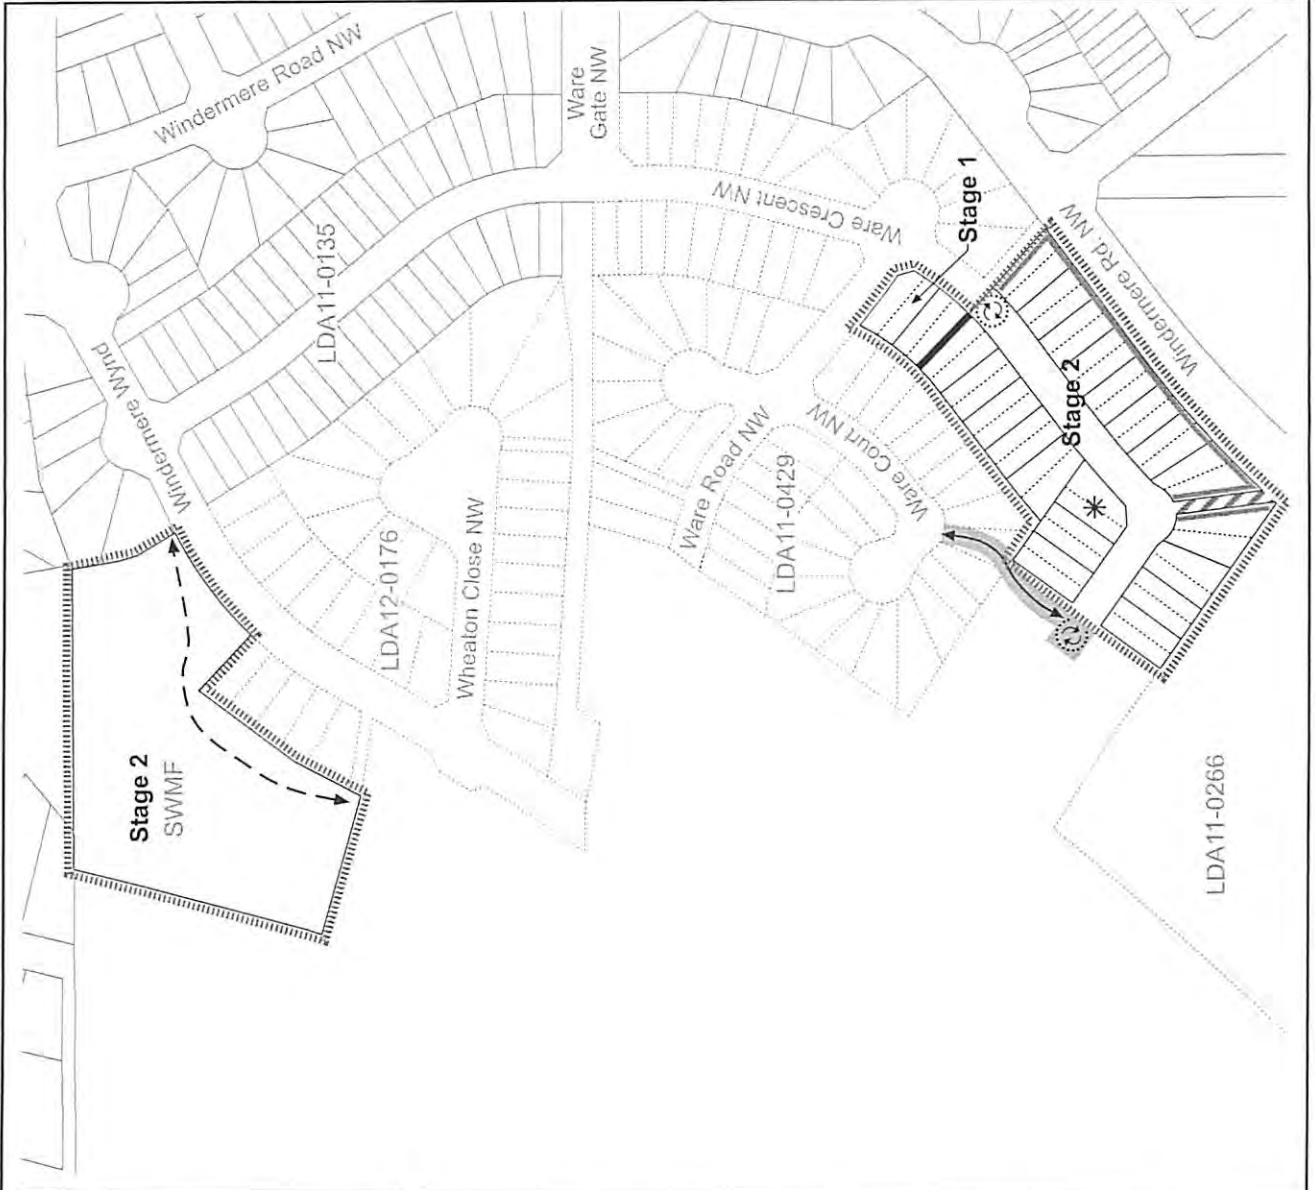 Windermere Road NW
Ware
Gate NW
Ware Crescent NW
Stage 1
Windermere Rd. NW
LDA11-0135
Windermere Wynd
Stage 2
Ware Court NW
Ware Road NW
LDA11-0429
LDA12-0176
Wheaton Close NW
Stage 2
SWMF
LDA11-0266